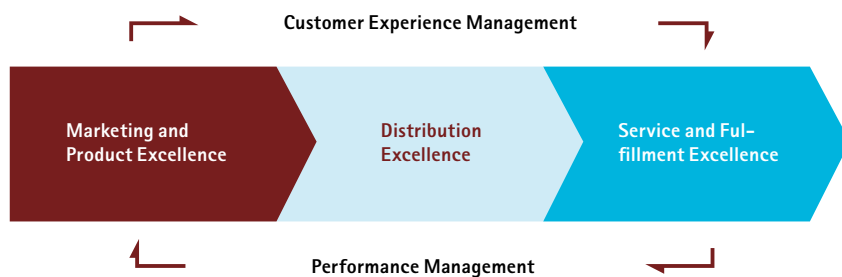 Customer Experience Management
Marketing and
Product Excellence
Distribution
Excellence
Service and Ful-
fillment Excellence
Performance Management